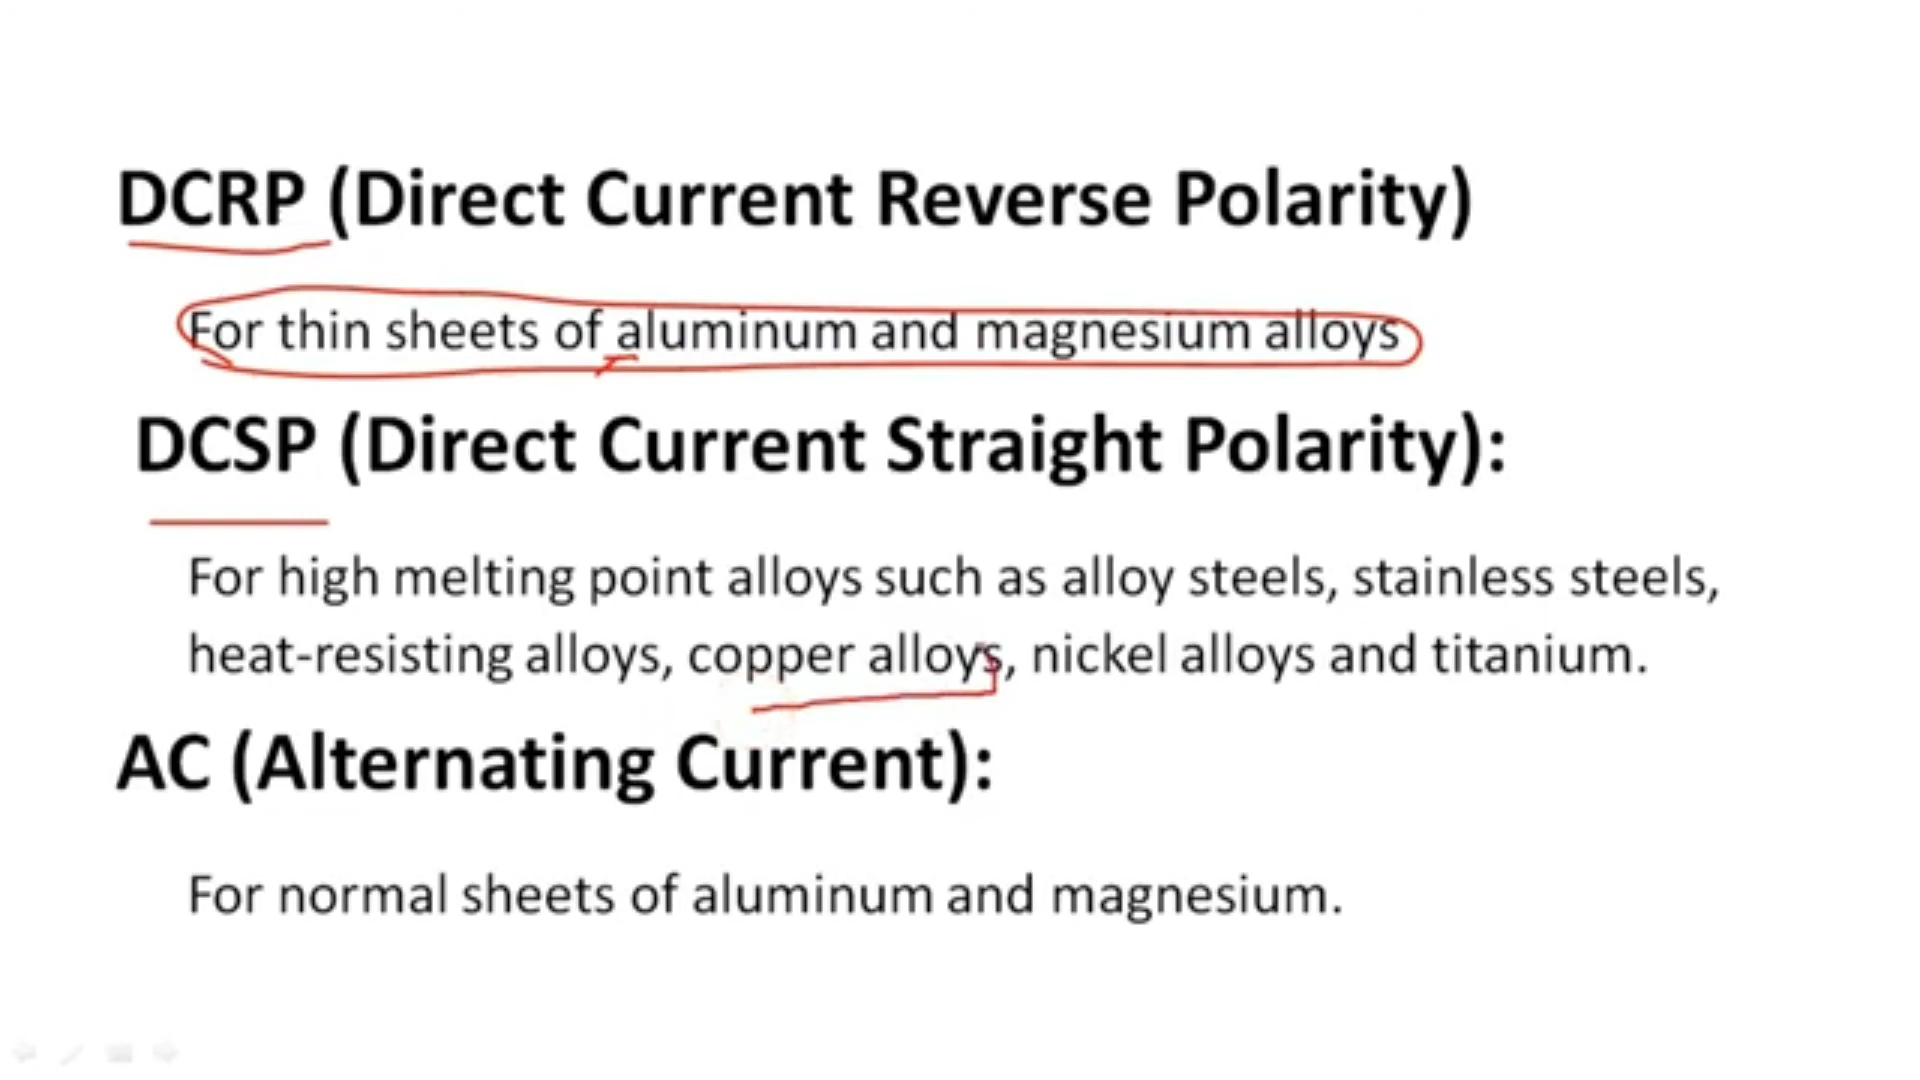 DCRP (Direct Current Reverse Polarity)
For thin sheets of aluminum and magnesium alloys
DCSP (Direct Current Straight Polarity):
For high melting point alloys such as alloy steels, stainless steels,
heat-resisting alloys, copper alloys, nickel alloys and titanium.
AC (Alternating Current):
For normal sheets of aluminum and magnesium.